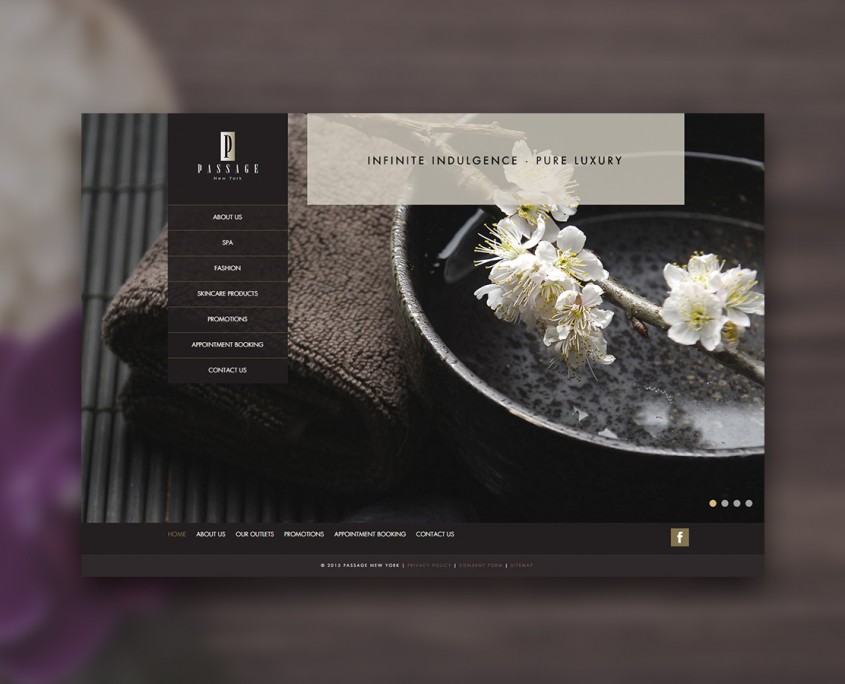 P
PASSAGE
New York
INFINITE INDULGENCE · PURE LUXURY
ABOUT US
SPA
FASHION
SKINCARE PRODUCTS
PROMOTIONS
APPOINTMENT BOOKING
CONTACT US
HOME ABOUT US OUR OUTLETS PROMOTIONS APPOINTMENT BOOKING CONTACT US
f
© 2013 PASSAGE NEW YORK | PRIVACY POLICY | CONSENT FORM | SITEMAP